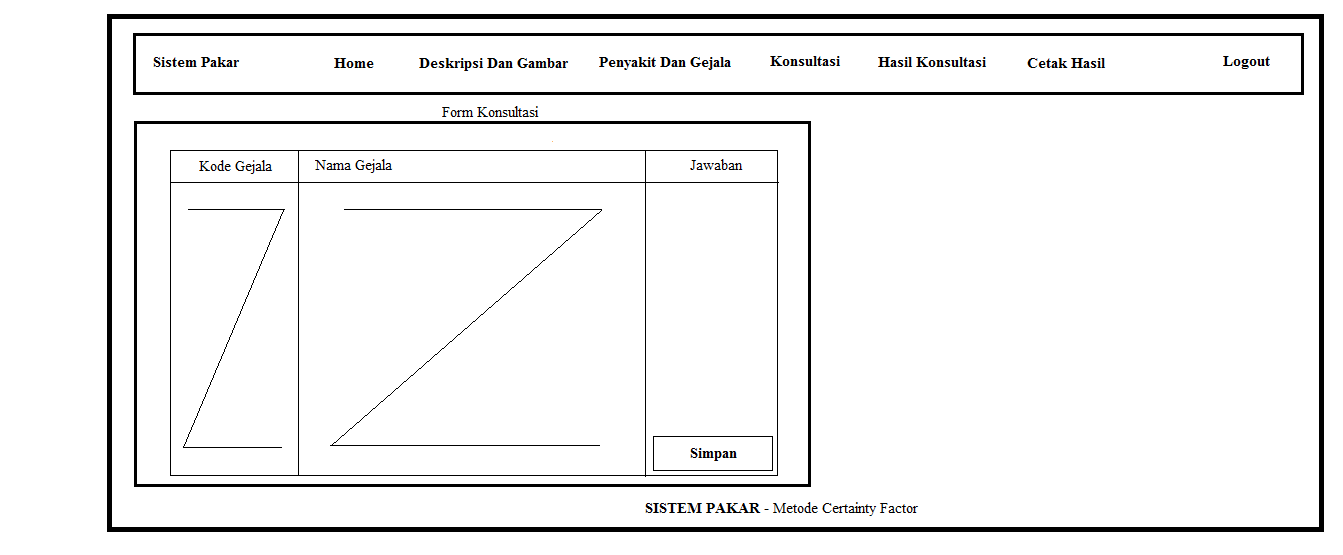 Sistem Pakar Home Deskripsi Dan Gambar Penyakit Dan Gejala Konsultasi Hasil Konsultasi Cetak Hasil Logout
Form Konsultasi
Kode Gejala Nama Gejala Jawaban
Simpan
SISTEM PAKAR - Metode Certainty Factor